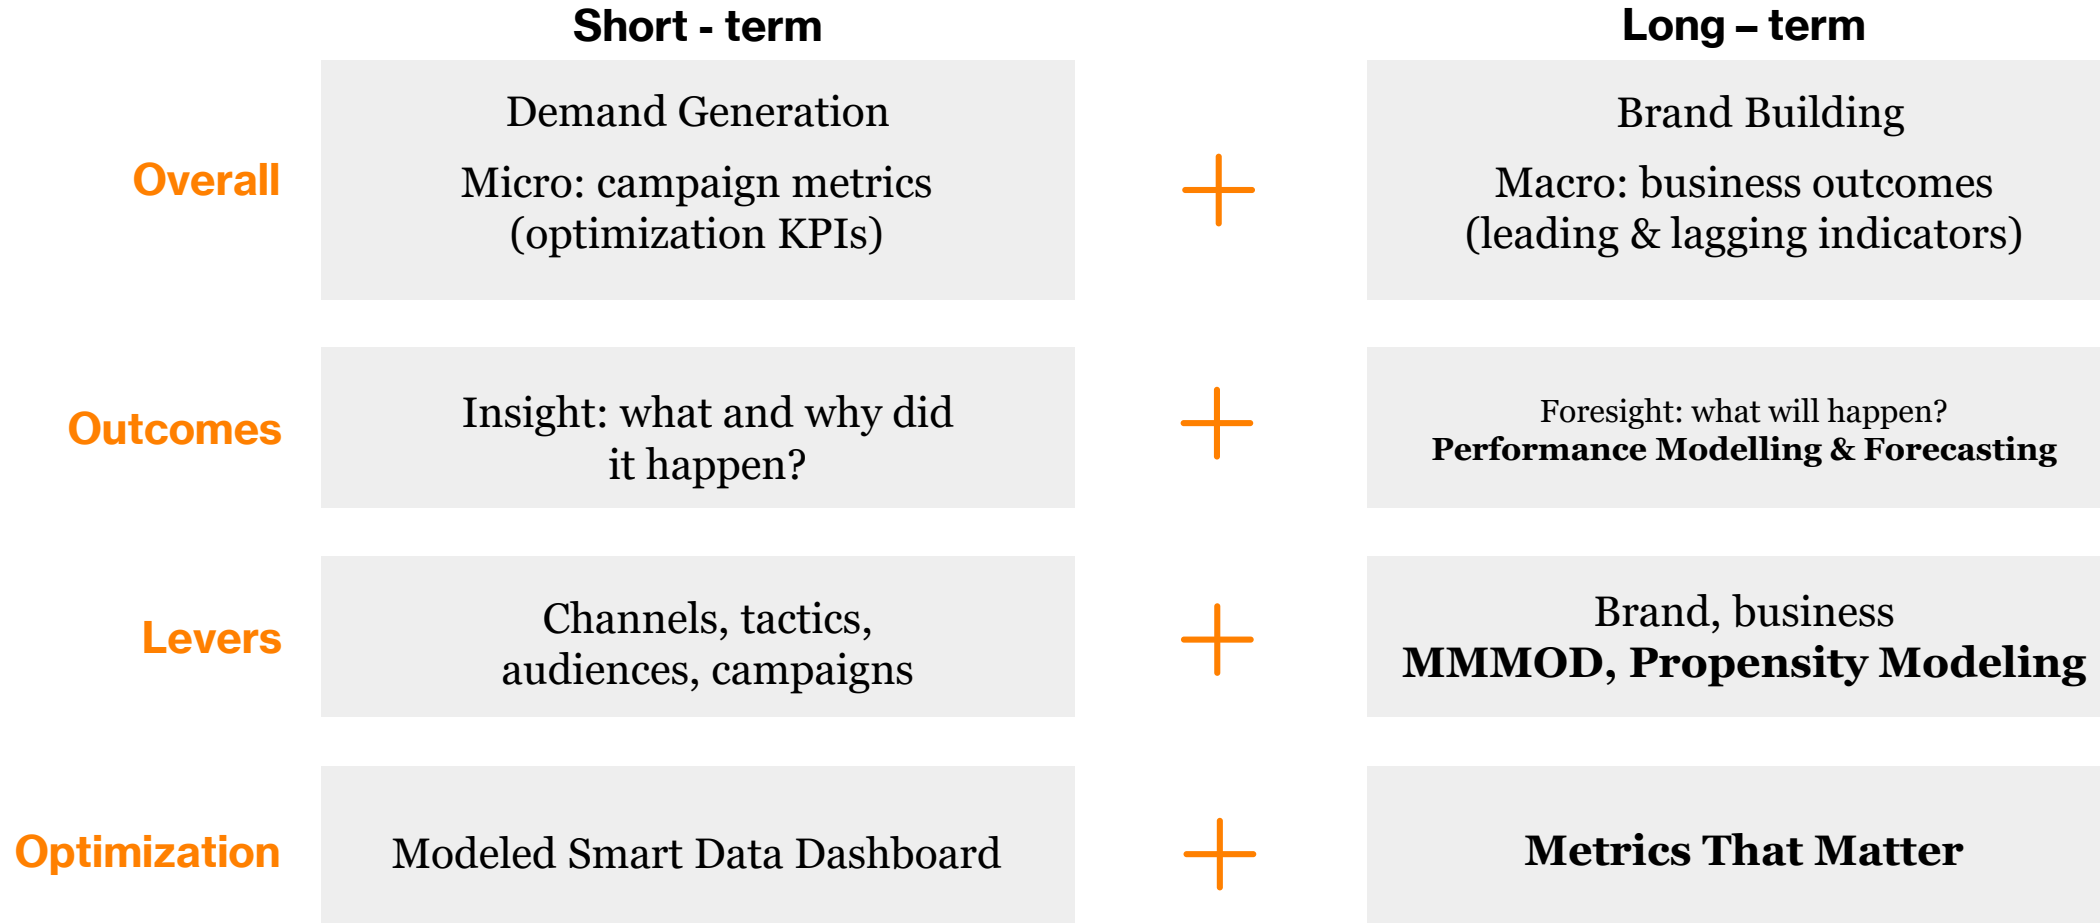 Short - term
Long – term
Overall
Demand Generation
Micro: campaign metrics
(optimization KPIs)
Brand Building
Macro: business outcomes
(leading & lagging indicators)
Outcomes
Insight: what and why did
it happen?
Foresight: what will happen?
Performance Modelling & Forecasting
Levers
Channels, tactics,
audiences, campaigns
Brand, business
MMMOD, Propensity Modeling
Optimization
Modeled Smart Data Dashboard
Metrics That Matter